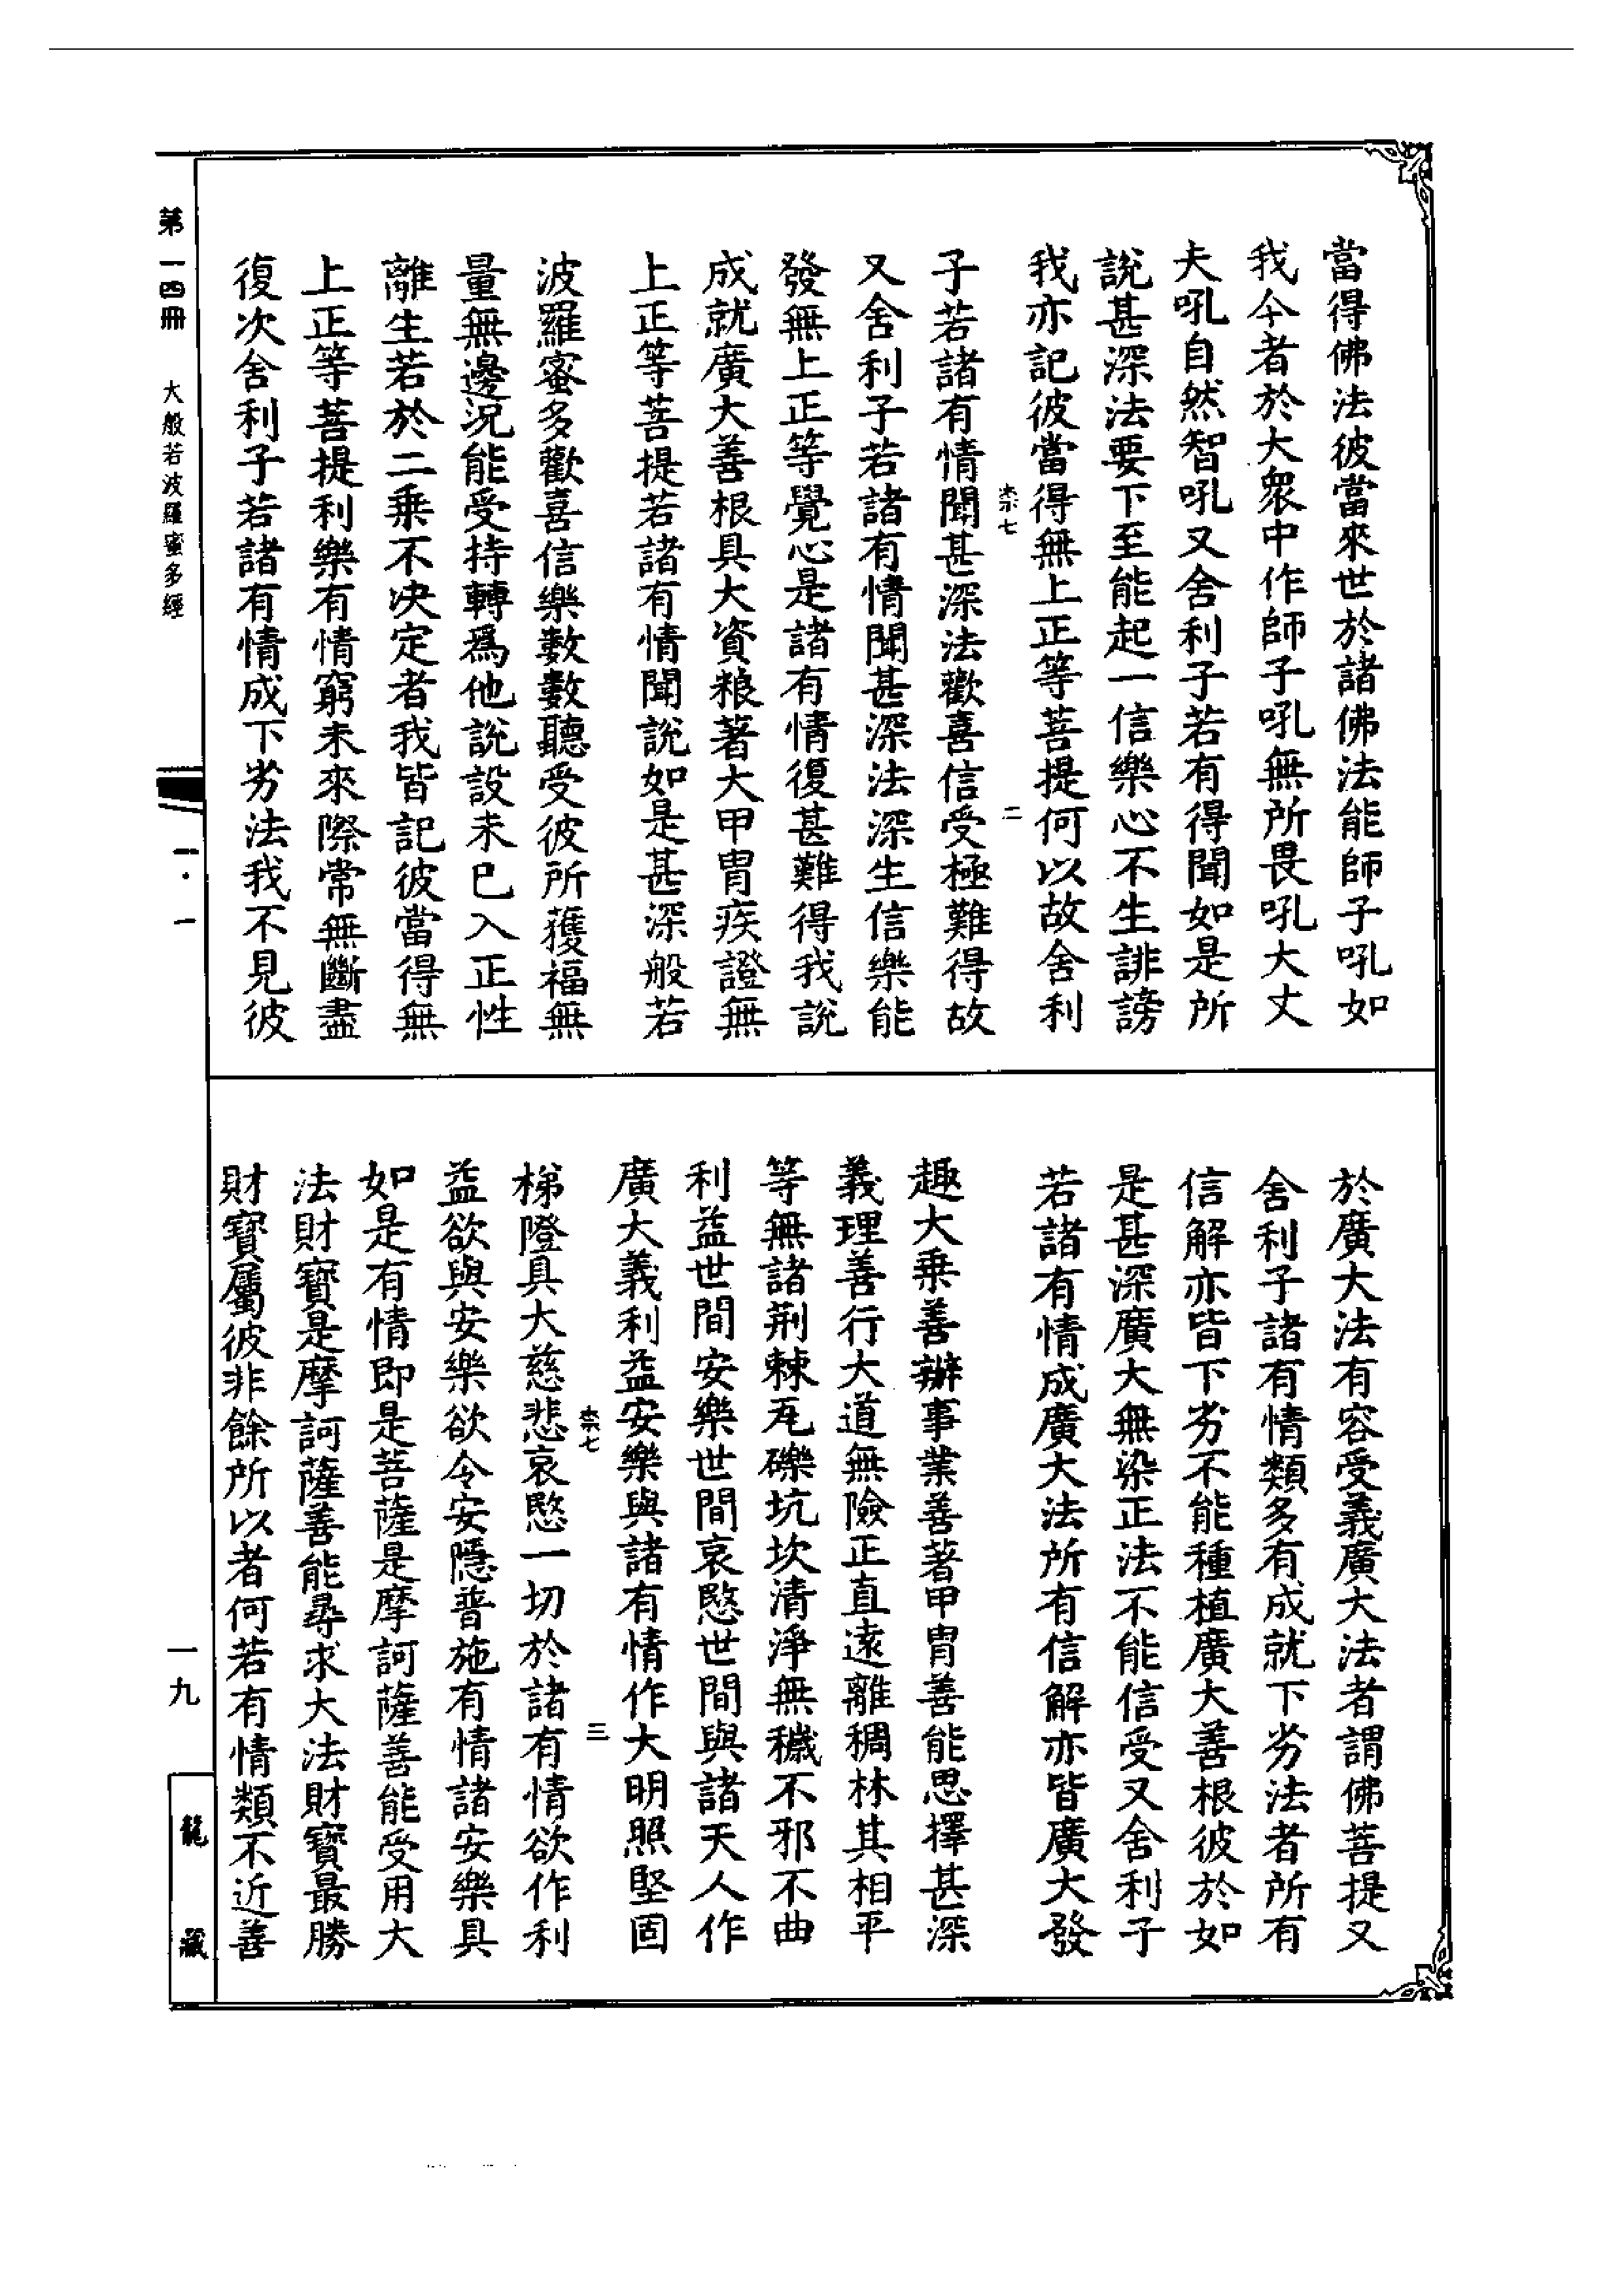 當得佛法彼當來世於諸佛法能師子吼如
我今者於大衆中作師子吼無所畏吼大丈
夫吼自然智吼又舍利子若有得聞如是所
說甚深法要下至能起一信樂心不生誹謗
我亦記彼當得無上正等菩提何以故舍利
柰七
二
子若諸有情聞甚深法歡喜信受極難得故
又舍利子若諸有情聞甚深法深生信樂能
發無上正等覺心是諸有情復甚難得我說
成就廣大善根具大資粮著大甲冑疾證無
上正等菩提若諸有情聞說如是甚深般若
波羅蜜多歡喜信樂數數聽受彼所獲福無
量無邊況能受持轉爲他說設未已入正性
離生若於二乘不決定者我皆記彼當得無
上正等菩提利樂有情窮未來際常無斷盡
復次舍利子若諸有情成下劣法我不見彼
於廣大法有容受義廣大法者謂佛菩提又
舍利子諸有情類多有成就下劣法者所有
信解亦皆下劣不能種植廣大善根彼於如
是甚深廣大無染正法不能信受又舍利子
若諸有情成廣大法所有信解亦皆廣大發
趣大乘善辦事業善著甲冑善能思擇甚深
義理善行大道無險正直遠離稠林其相平
等無諸荆棘瓦礫坑坎清淨無穢不邪不曲
利益世間安樂世間哀愍世間與諸天人作
廣大義利益安樂與諸有情作大明照堅固
柰七
三
梯隥具大慈悲哀愍一切於諸有情欲作利
益欲與安樂欲令安隱普施有情諸安樂具
如是有情即是菩薩是摩訶薩善能受用大
法財寶是摩訶薩善能尋求大法財寶最勝
財寶屬彼非餘所以者何若有情類不近善
第一四冊 大般若波羅蜜多經 一·一 一九
龍藏